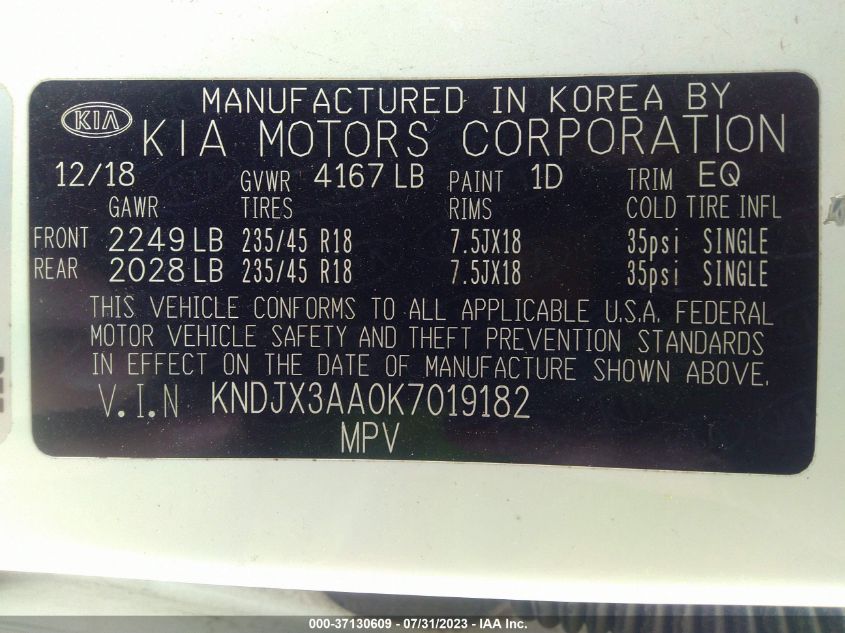 MANUFACTURED IN KOREA BY
KIA
KIA MOTORS CORPORATION
12/18 GVWR 4167 LB PAINT 1D TRIM EQ
GAWR TIRES RIMS COLD TIRE INFL
FRONT 2249 LB 235/45 R18 7.5JX18 35psi SINGLE
REAR 2028 LB 235/45 R18 7.5JX18 35psi SINGLE
THIS VEHICLE CONFORMS TO ALL APPLICABLE U.S.A. FEDERAL
MOTOR VEHICLE SAFETY AND THEFT PREVENTION STANDARDS
IN EFFECT ON THE DATE OF MANUFACTURE SHOWN ABOVE.
V.I.N KNDJX3AA0K7019182
MPV
000-37130609 / 07/31/2023 - IAA Inc.